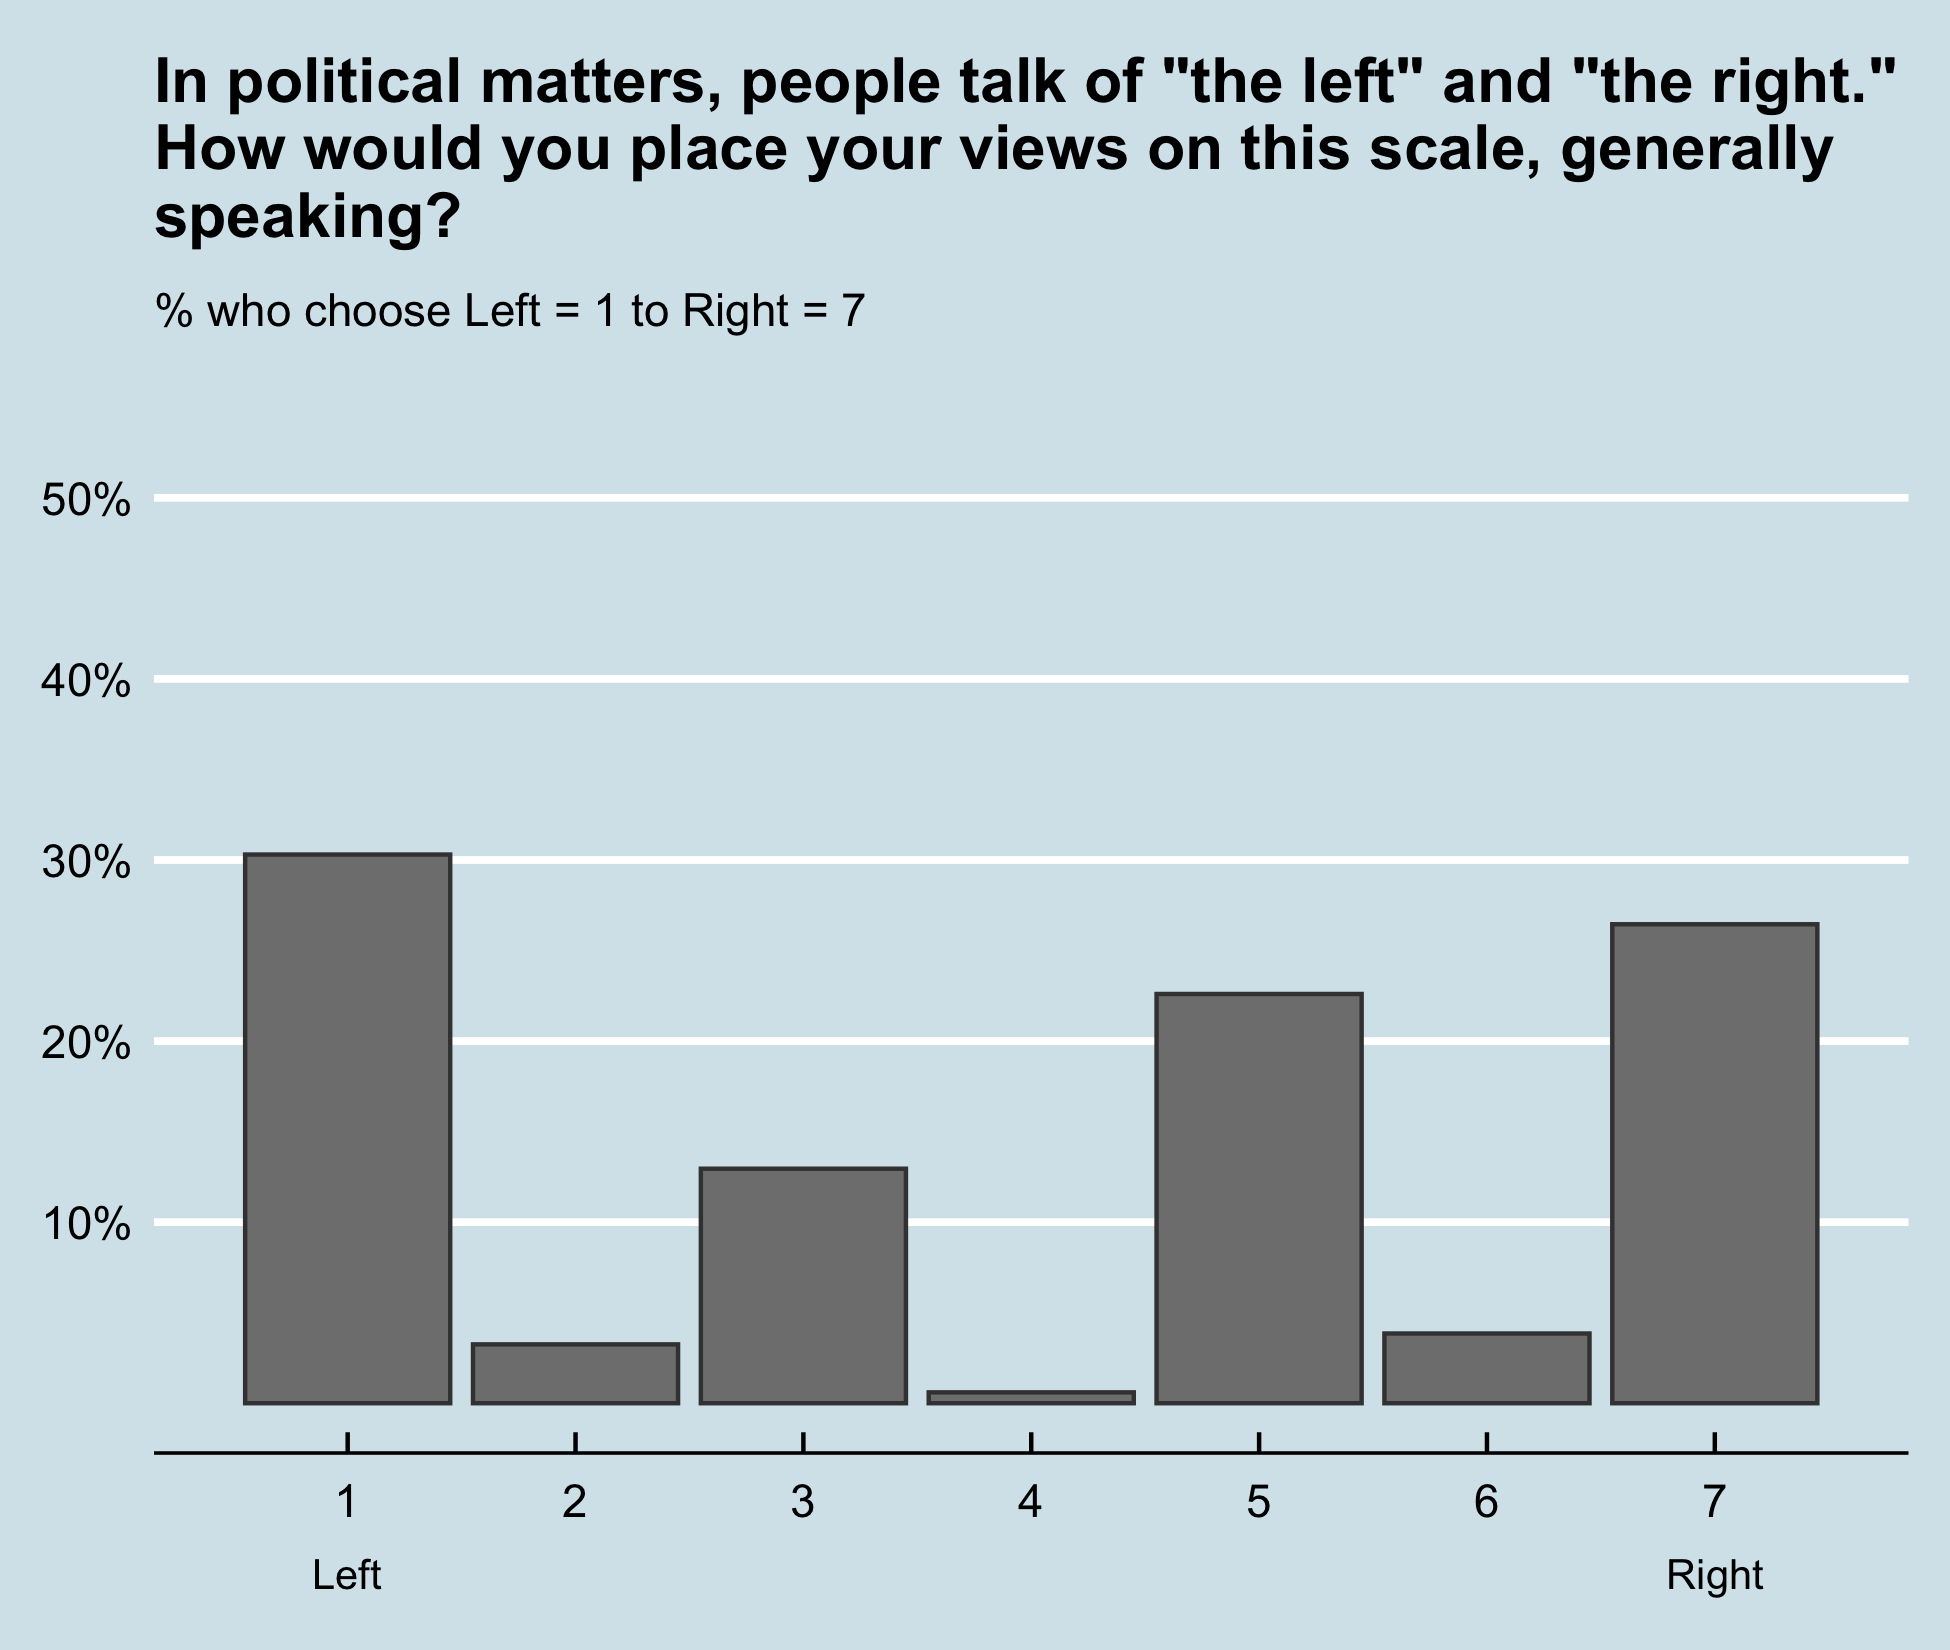 In political matters, people talk of "the left" and "the right."
How would you place your views on this scale, generally
speaking?
% who choose Left = 1 to Right = 7
50%
40%
30%
20%
10%
1 2 3 4 5 6 7
Left Right